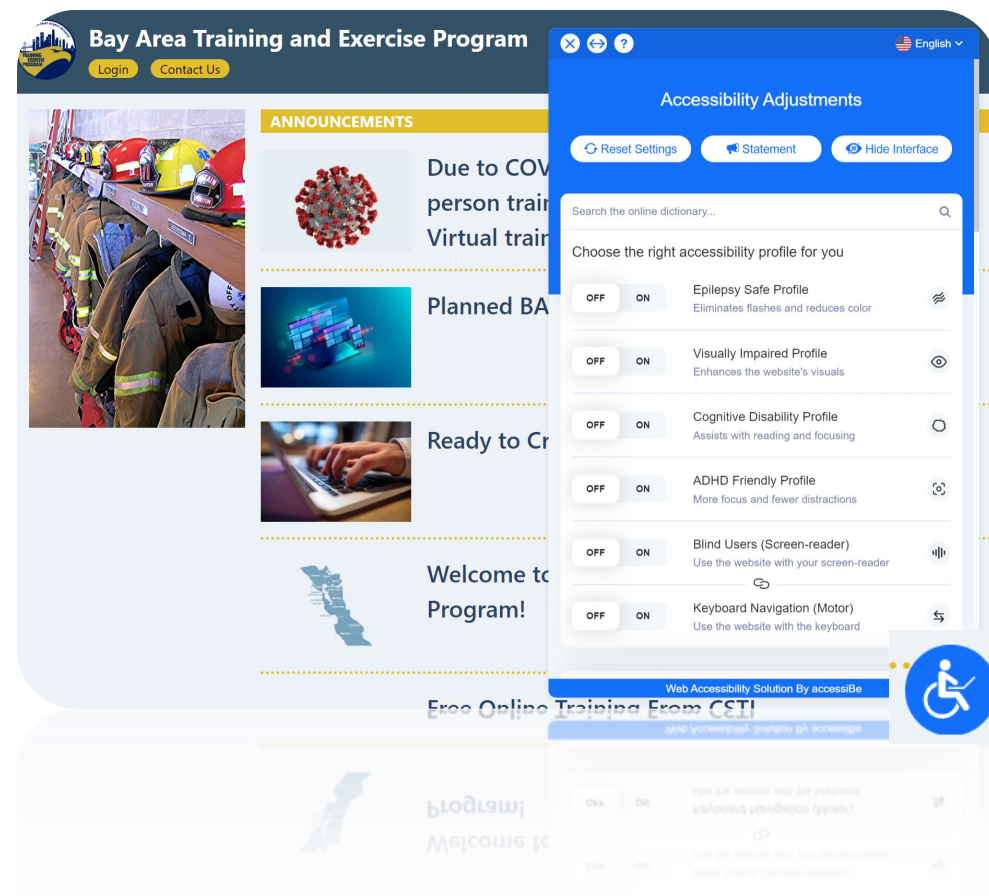 Bay Area Training and Exercise Program
Login
Contact Us
TRAINING
EXERCISE
PROGRAM
ANNOUNCEMENTS
Due to COV
person train
Virtual train
Planned BA
Ready to Cr
Welcome to
Program!
Free Online Training From CSTI
English
Accessibility Adjustments
Reset Settings
Statement
Hide Interface
Search the online dictionary...
Choose the right accessibility profile for you
OFF ON
Epilepsy Safe Profile
Eliminates flashes and reduces color
OFF ON
Visually Impaired Profile
Enhances the website's visuals
OFF ON
Cognitive Disability Profile
Assists with reading and focusing
OFF ON
ADHD Friendly Profile
More focus and fewer distractions
OFF ON
Blind Users (Screen-reader)
Use the website with your screen-reader
OFF ON
Keyboard Navigation (Motor)
Use the website with the keyboard
Web Accessibility Solution By accessiBe